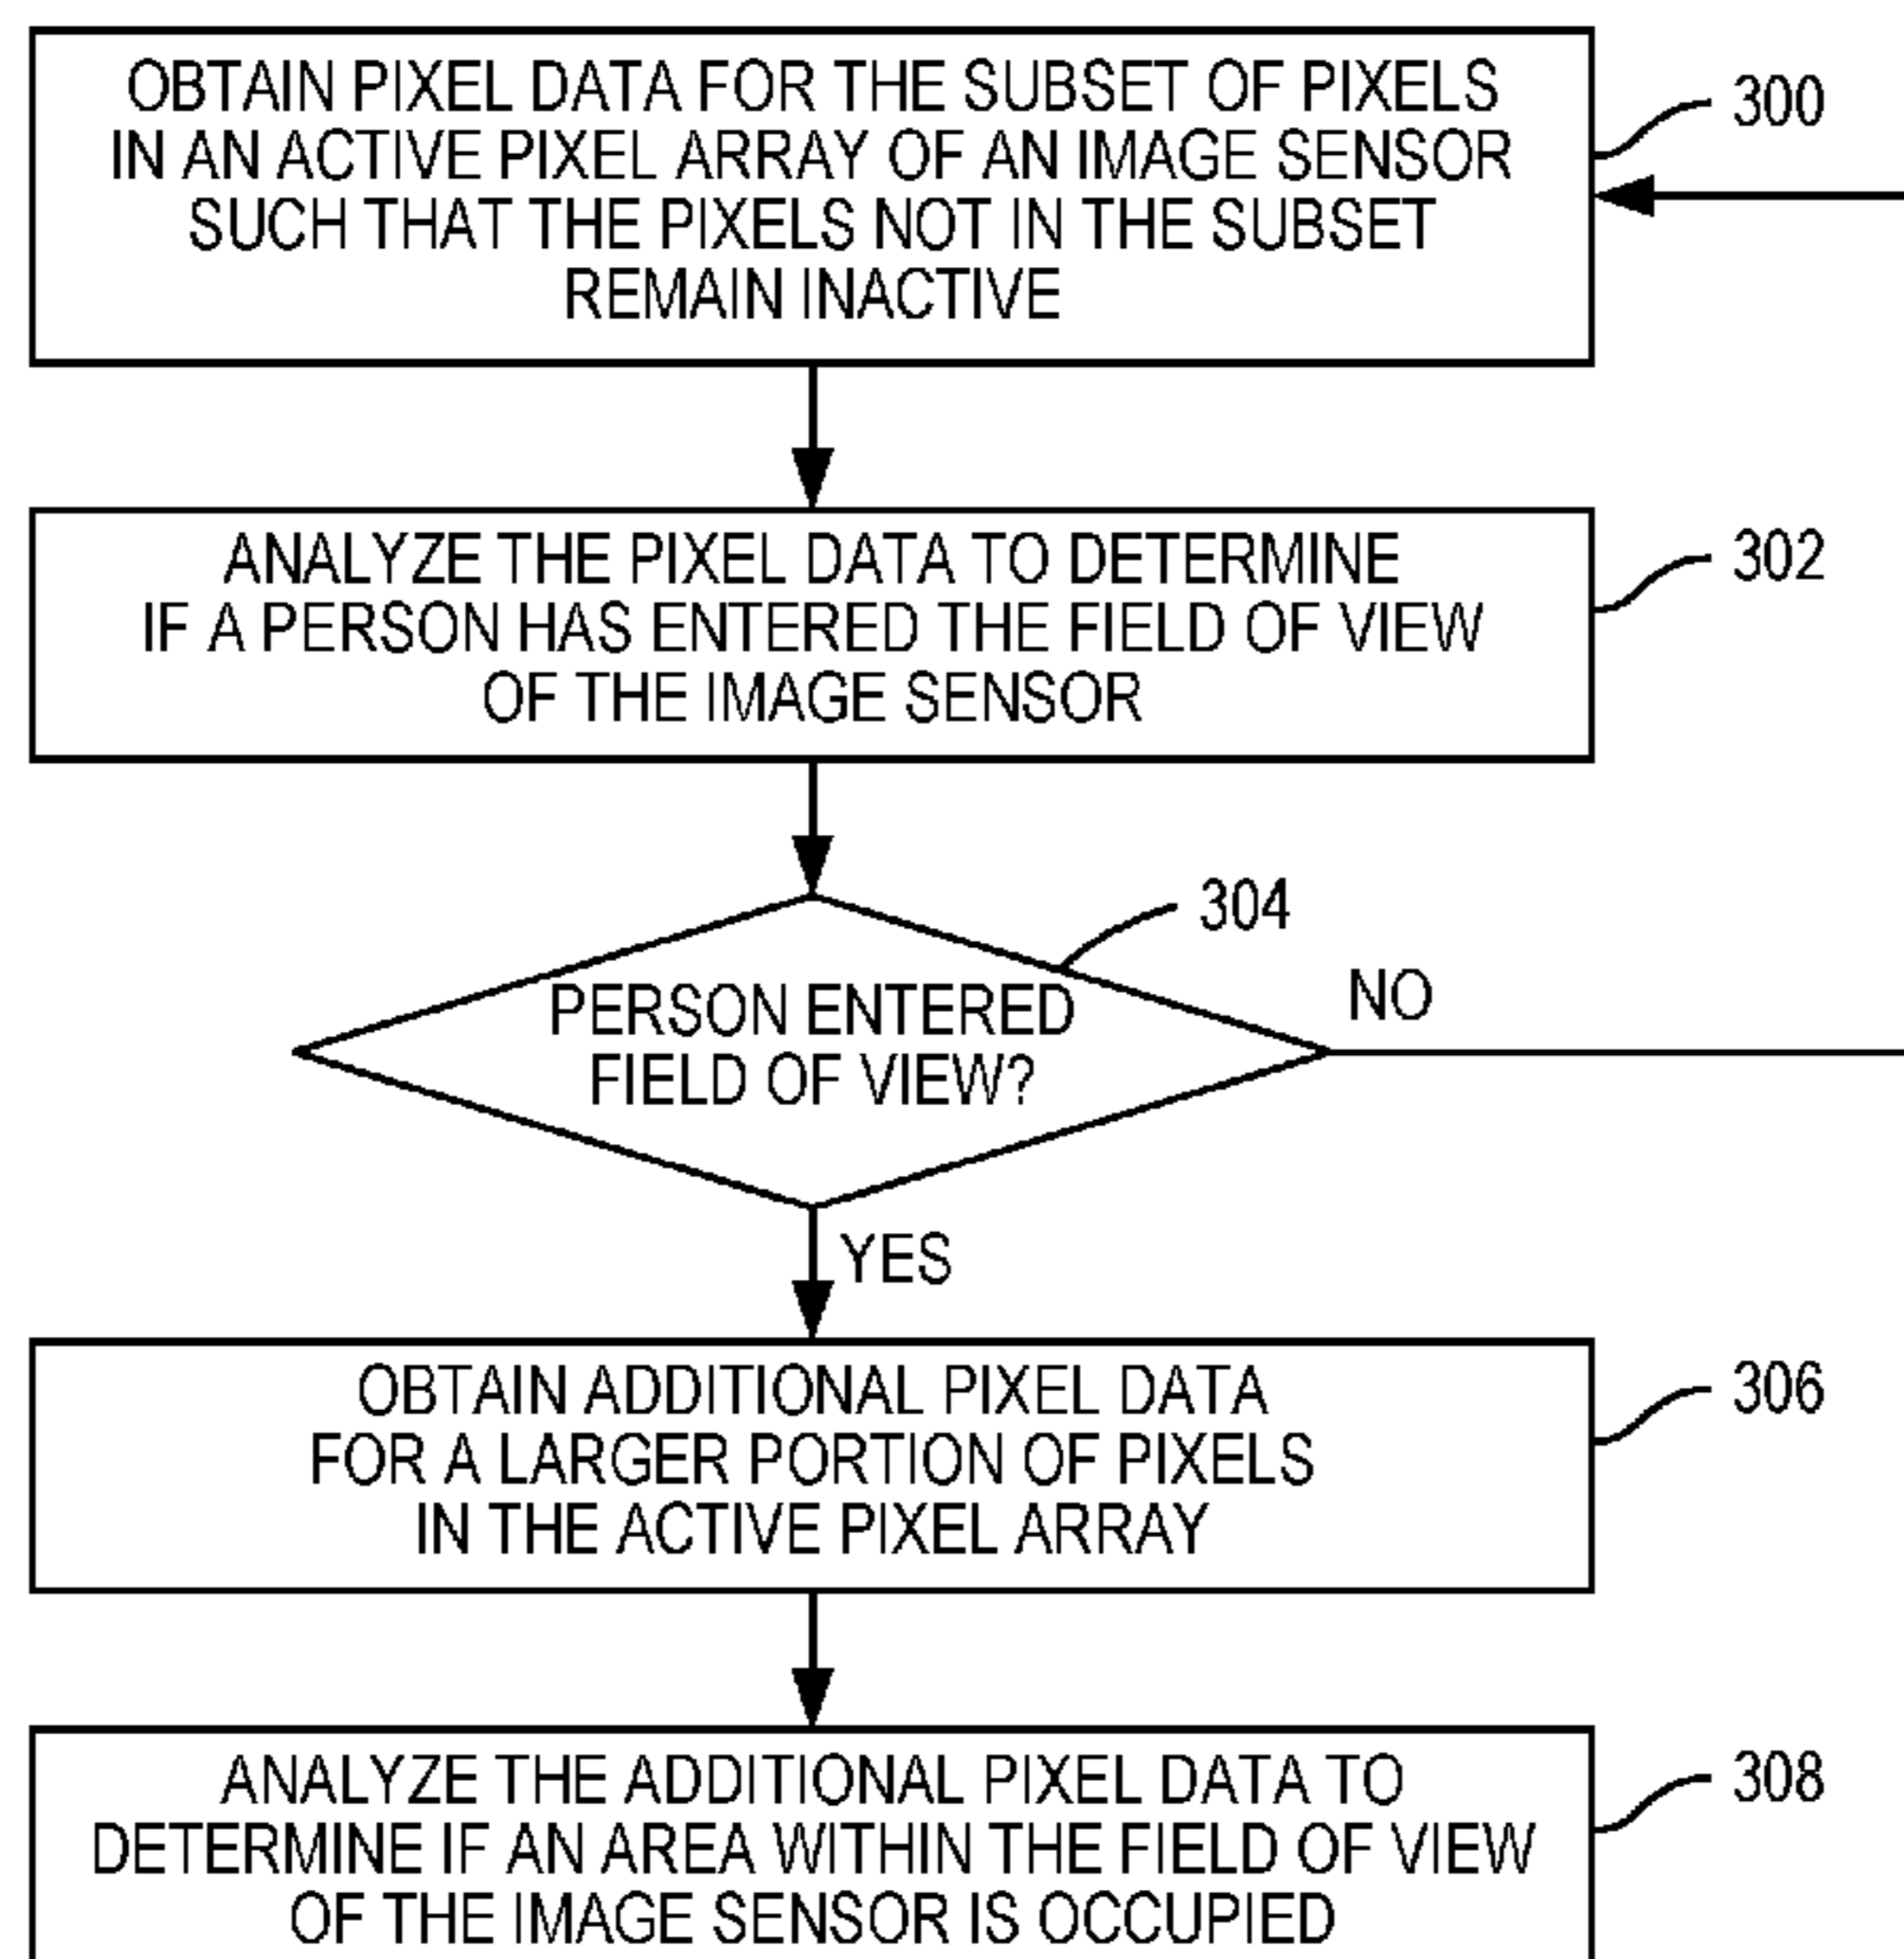 OBTAIN PIXEL DATA FOR THE SUBSET OF PIXELS
IN AN ACTIVE PIXEL ARRAY OF AN IMAGE SENSOR
SUCH THAT THE PIXELS NOT IN THE SUBSET
REMAIN INACTIVE
300
ANALYZE THE PIXEL DATA TO DETERMINE
IF A PERSON HAS ENTERED THE FIELD OF VIEW
OF THE IMAGE SENSOR
302
304
PERSON ENTERED
FIELD OF VIEW?
NO
YES
OBTAIN ADDITIONAL PIXEL DATA
FOR A LARGER PORTION OF PIXELS
IN THE ACTIVE PIXEL ARRAY
306
ANALYZE THE ADDITIONAL PIXEL DATA TO
DETERMINE IF AN AREA WITHIN THE FIELD OF VIEW
OF THE IMAGE SENSOR IS OCCUPIED
308